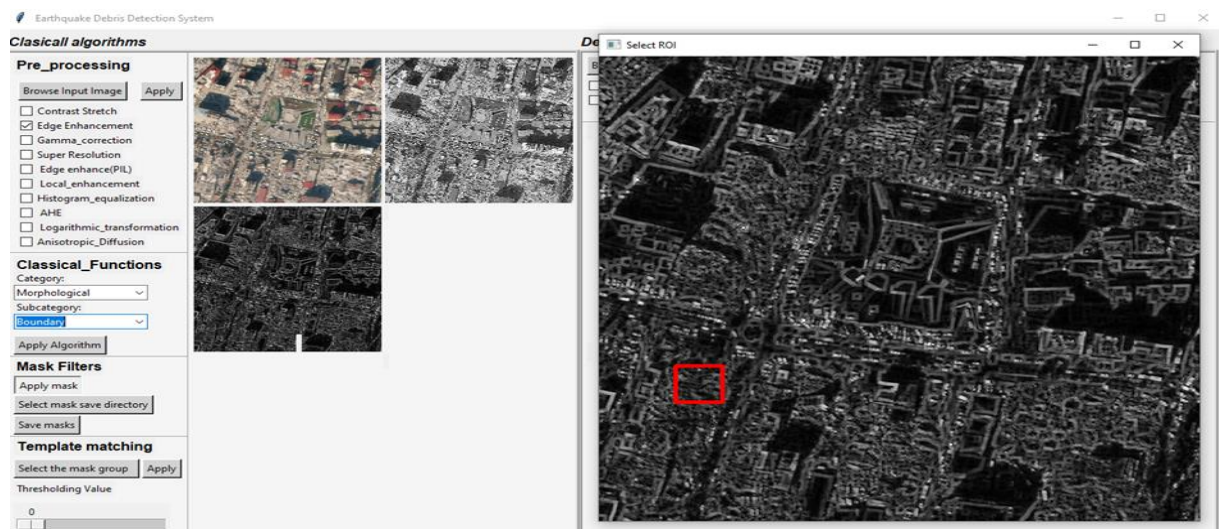 Earthquake Debris Detection System
Clasicall algorithms
De
Pre_processing
Browse Input Image Apply
Contrast Stretch
Edge Enhancement
Gamma_correction
Super Resolution
Edge enhance(PIL)
Local_enhancement
Histogram_equalization
AHE
Logarithmic_transformation
Anisotropic_Diffusion
Classical_Functions
Category:
Morphological
Subcategory:
Boundary
Apply Algorithm
Mask Filters
Apply mask
Select mask save directory
Save masks
Template matching
Select the mask group Apply
Thresholding Value
0
B
Select ROI